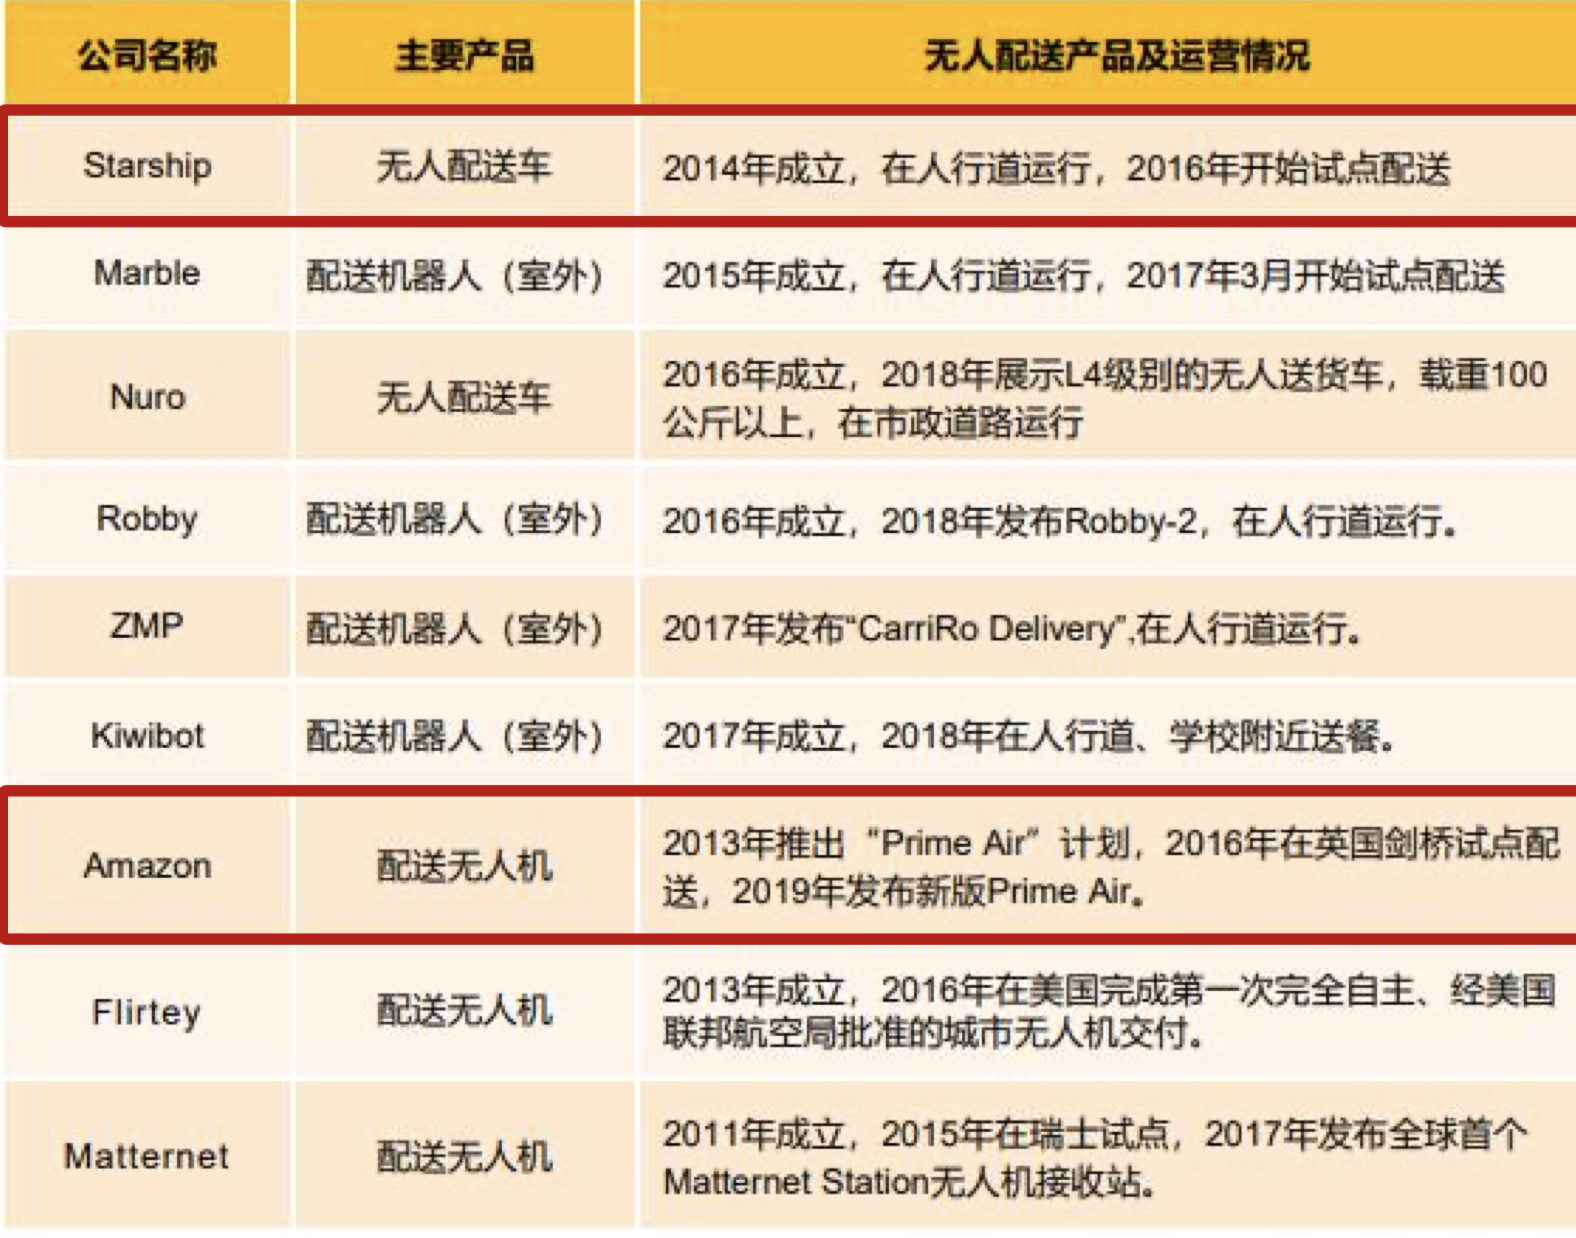 公司名称 主要产品 无人配送产品及运营情况
Starship 无人配送车 2014年成立，在人行道运行，2016年开始试点配送
Marble 配送机器人（室外） 2015年成立，在人行道运行，2017年3月开始试点配送
Nuro 无人配送车 2016年成立，2018年展示L4级别的无人送货车，载重100
公斤以上，在市政道路运行
Robby 配送机器人（室外） 2016年成立，2018年发布Robby-2，在人行道运行。
ZMP 配送机器人（室外） 2017年发布“CarriRo Delivery”,在人行道运行。
Kiwibot 配送机器人（室外） 2017年成立，2018年在人行道、学校附近送餐。
Amazon 配送无人机 2013年推出“Prime Air”计划，2016年在英国剑桥试点配
送，2019年发布新版Prime Air。
Flirtey 配送无人机 2013年成立，2016年在美国完成第一次完全自主、经美国
联邦航空局批准的城市无人机交付。
Matternet 配送无人机 2011年成立，2015年在瑞士试点，2017年发布全球首个
Matternet Station无人机接收站。